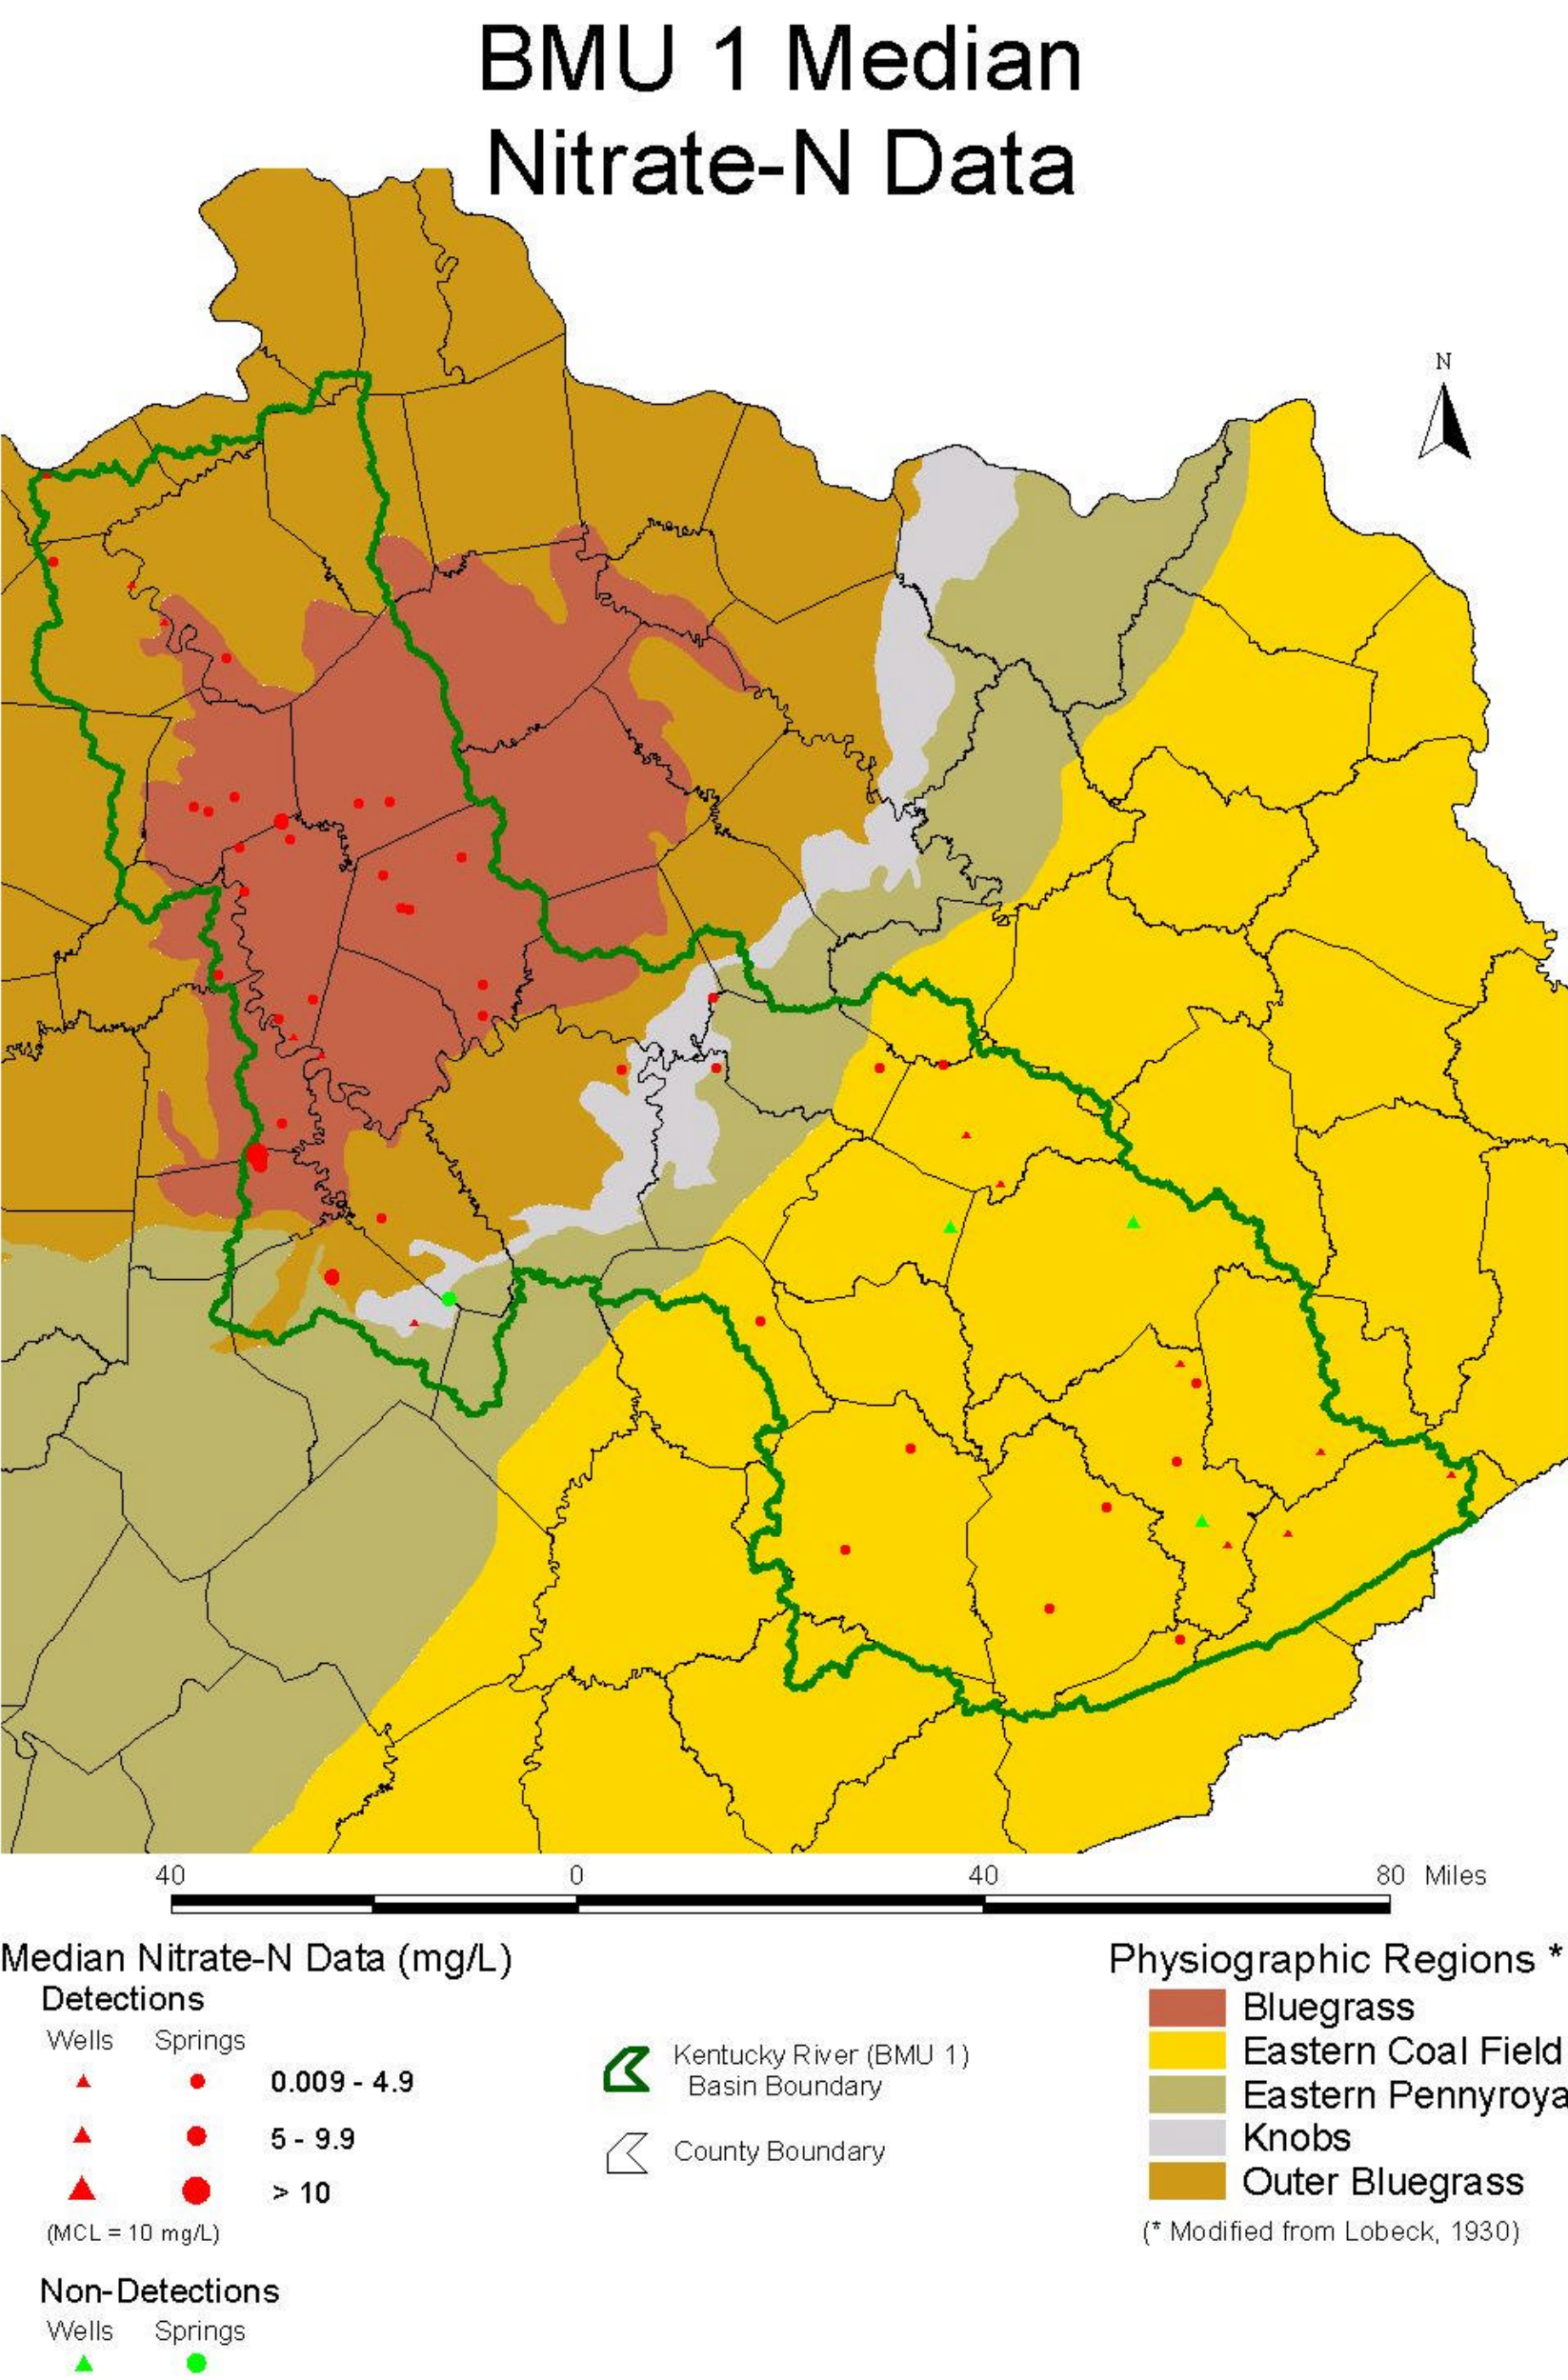 BMU 1 Median
Nitrate-N Data
N
40 0 40 80 Miles
Median Nitrate-N Data (mg/L)
Detections
Wells Springs
0.009 - 4.9
5 - 9.9
> 10
(MCL = 10 mg/L)
Non-Detections
Wells Springs
Kentucky River (BMU 1)
Basin Boundary
County Boundary
Physiographic Regions *
Bluegrass
Eastern Coal Field
Eastern Pennyroya
Knobs
Outer Bluegrass
(* Modified from Lobeck, 1930)